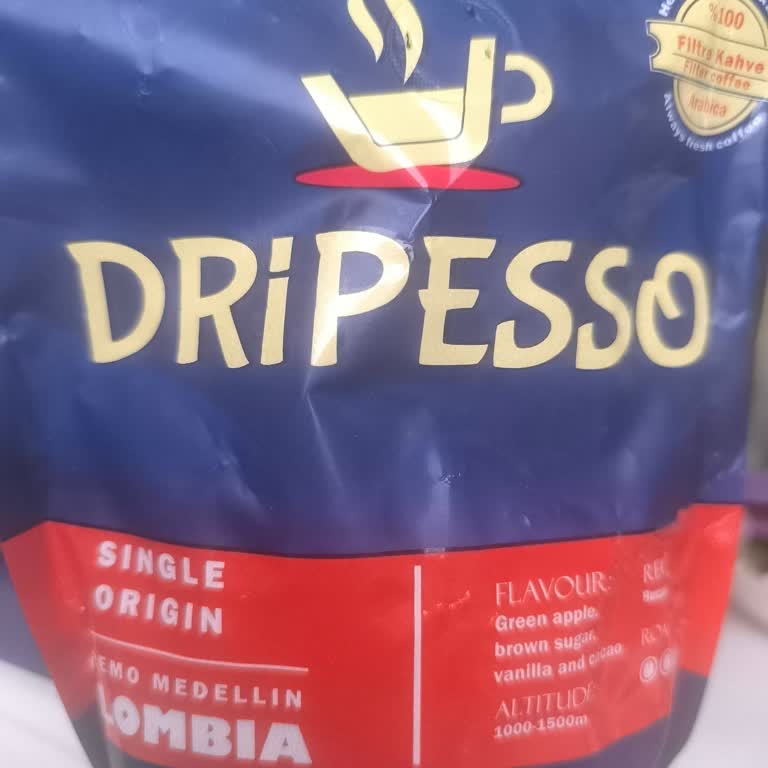 %100
Filtre Kahve
Filter coffee
Arabica
Always fresh coffee
DRiPESSO
SINGLE
ORIGIN
MEDELLIN
FLAVOUR:
Green apple,
brown sugar,
vanilla and cacao
ALTITUDE
1000-1500m